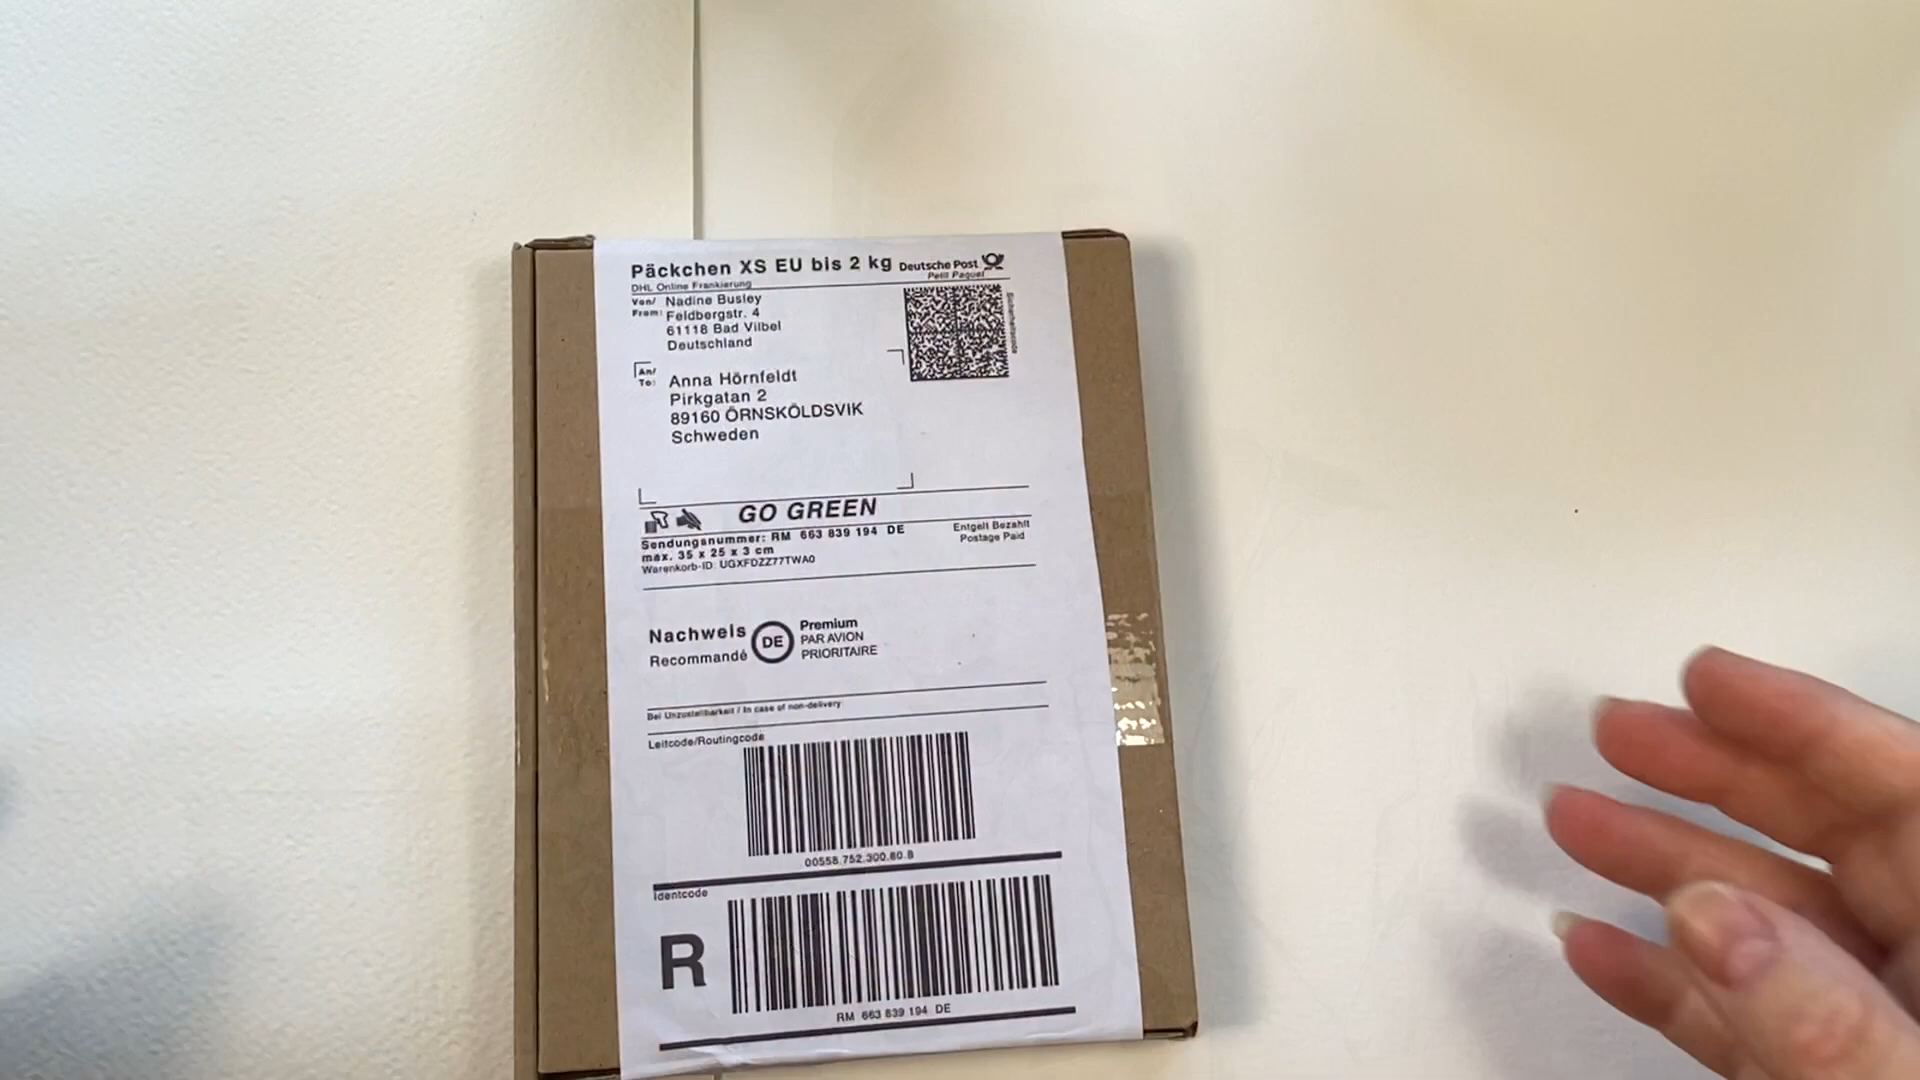 Päckchen XS EU bis 2 kg Deutsche Post
Petit Paquet
DHL Online Frankierung
Von/ Nadine Busley
From: Feldbergstr. 4
61118 Bad Vilbel
Deutschland
Sicherheitscode
An/
To: Anna Hörnfeldt
Pirkgatan 2
89160 ÖRNSKÖLDSVIK
Schweden
GO GREEN
Sendungsnummer: RM 663 839 194 DE
Entgelt Bezahlt
Postage Paid
max. 35 x 25 x 3 cm
Warenkorb-ID: UGXFDZZ77TWA0
Nachweis DE Premium
Recommandé PAR AVION
PRIORITAIRE
Bei Unzustellbarkeit / In case of non-delivery
Leitcode/Routingcode
00558.752.300.60.8
Identcode
R
RM 663 839 194 DE